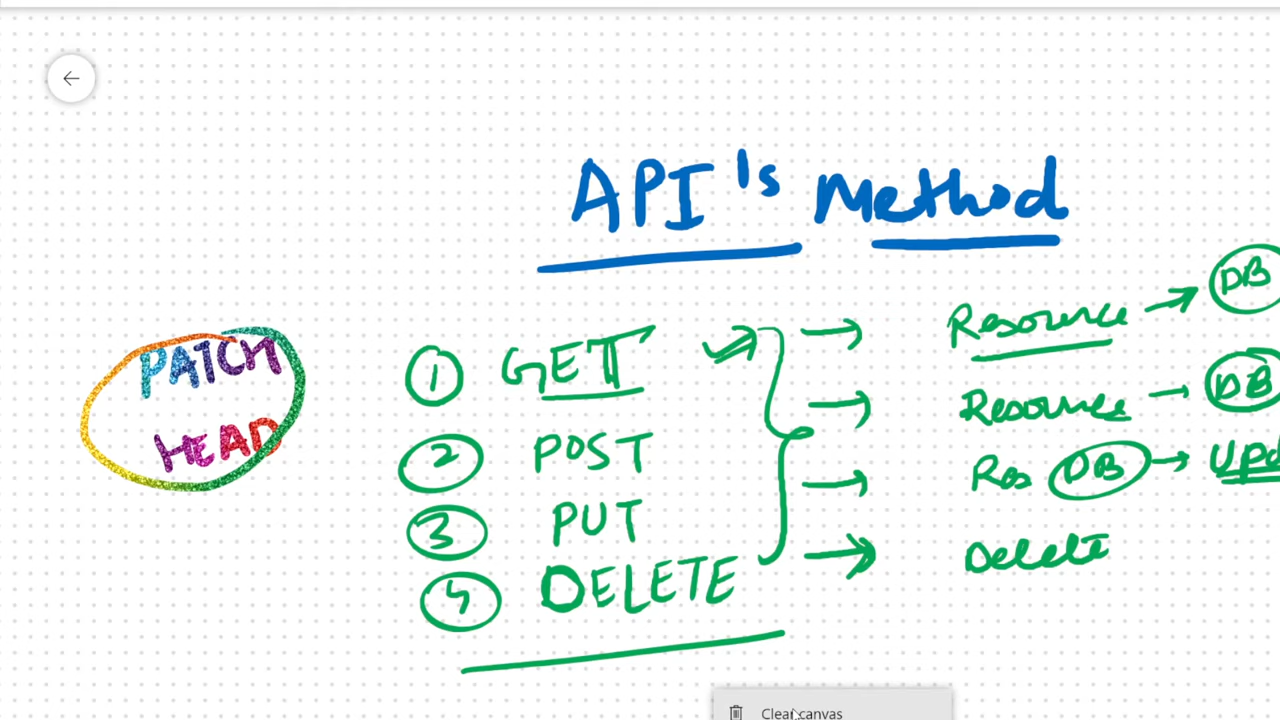 API's Method
PATCH
HEAD
1 GET → Resource → DB
2 POST → Resource → DB
3 PUT → Res DB → Upd
4 DELETE → Delete
Clear canvas